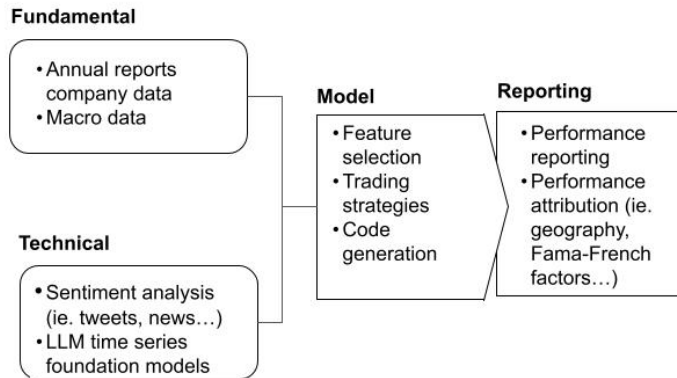 Fundamental
• Annual reports
company data
• Macro data
Technical
• Sentiment analysis
(ie. tweets, news...)
• LLM time series
foundation models
Model
• Feature
selection
• Trading
strategies
• Code
generation
Reporting
• Performance
reporting
• Performance
attribution (ie.
geography,
Fama-French
factors...)